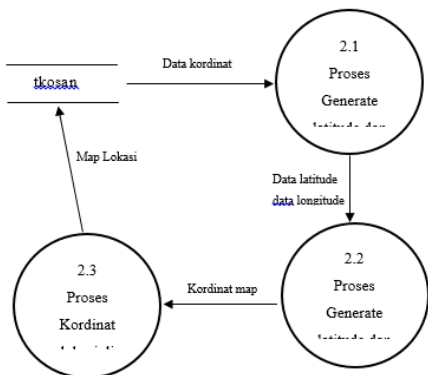 2.1
Proses
Generate
Data kordinat
tkosan
Map Lokasi
Data latitude
data longitude
2.3
Proses
Kordinat
Kordinat map
2.2
Proses
Generate